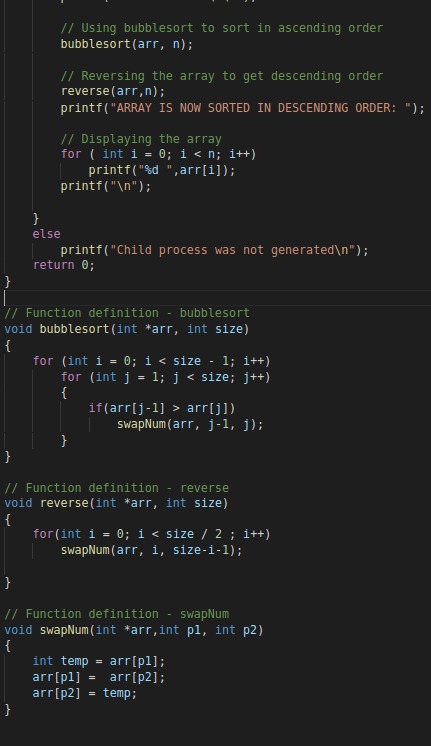 // Using bubblesort to sort in ascending order
bubblesort(arr, n);
// Reversing the array to get descending order
reverse(arr,n);
printf("ARRAY IS NOW SORTED IN DESCENDING ORDER: ");
// Displaying the array
for ( int i = 0; i < n; i++)
printf("%d ",arr[i]);
printf("\n");
}
else
printf("Child process was not generated\n");
return 0;
}
// Function definition - bubblesort
void bubblesort(int *arr, int size)
{
for (int i = 0; i < size - 1; i++)
for (int j = 1; j < size; j++)
{
if(arr[j-1] > arr[j])
swapNum(arr, j-1, j);
}
}
// Function definition - reverse
void reverse(int *arr, int size)
{
for(int i = 0; i < size / 2 ; i++)
swapNum(arr, i, size-i-1);
}
// Function definition - swapNum
void swapNum(int *arr,int p1, int p2)
{
int temp = arr[p1];
arr[p1] =  arr[p2];
arr[p2] = temp;
}